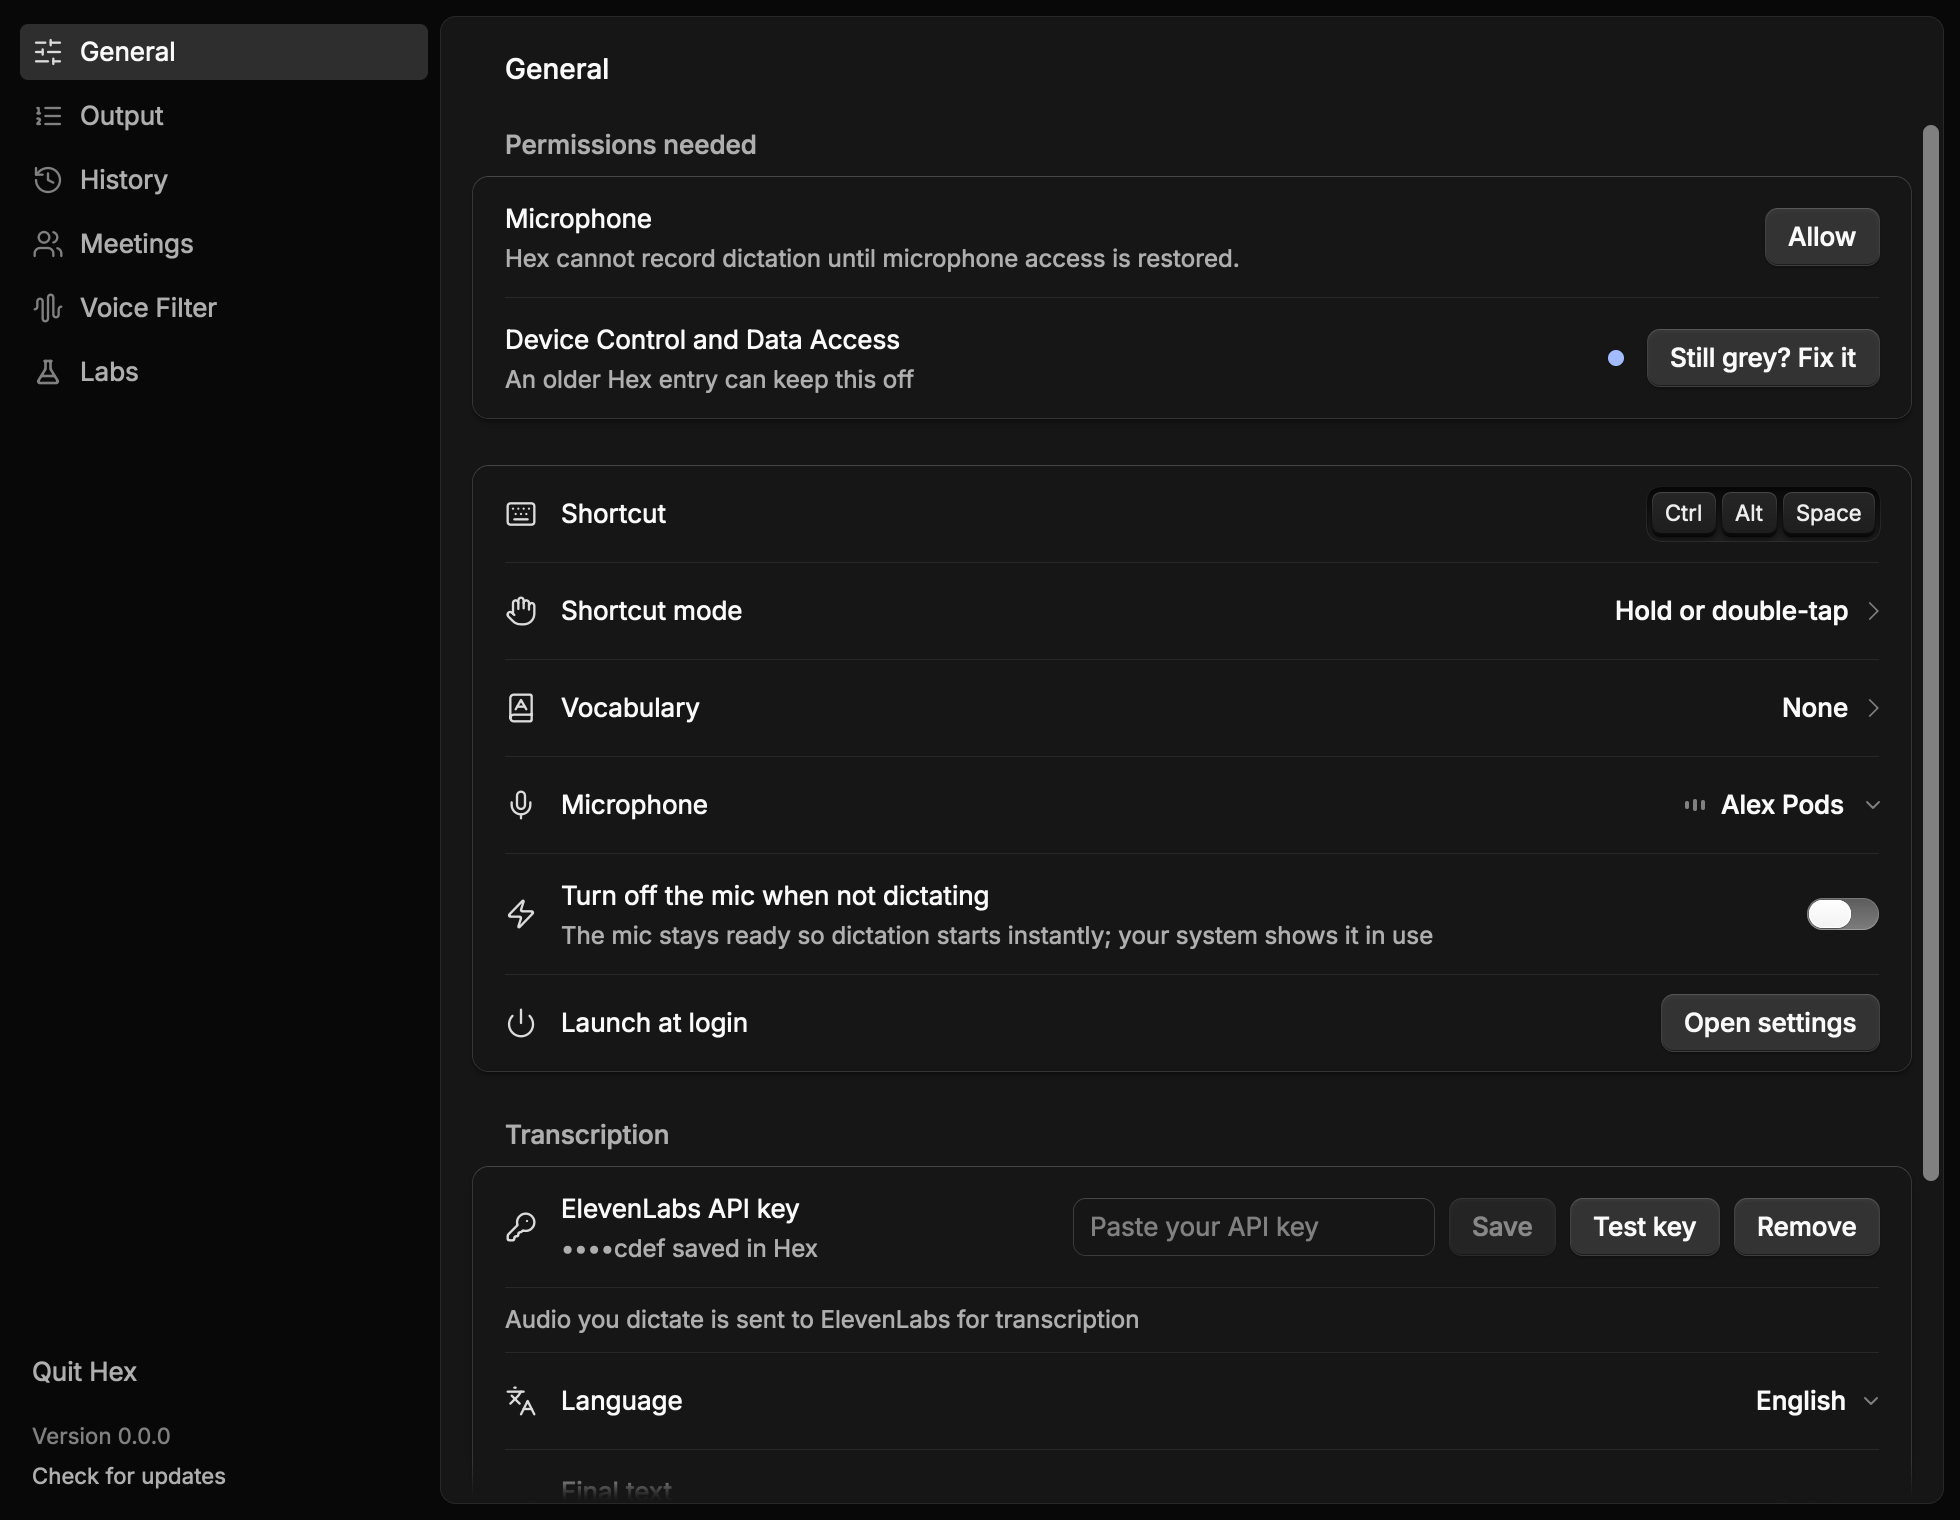 General
Output
History
Meetings
Voice Filter
Labs
Quit Hex
Version 0.0.0
Check for updates
General
Permissions needed
Microphone
Hex cannot record dictation until microphone access is restored.
Allow
Device Control and Data Access
An older Hex entry can keep this off
Still grey? Fix it
Shortcut
Ctrl Alt Space
Shortcut mode
Hold or double-tap
Vocabulary
None
Microphone
Alex Pods
Turn off the mic when not dictating
The mic stays ready so dictation starts instantly; your system shows it in use
Launch at login
Open settings
Transcription
ElevenLabs API key
••••cdef saved in Hex
Paste your API key
Save
Test key
Remove
Audio you dictate is sent to ElevenLabs for transcription
Language
English
Final text